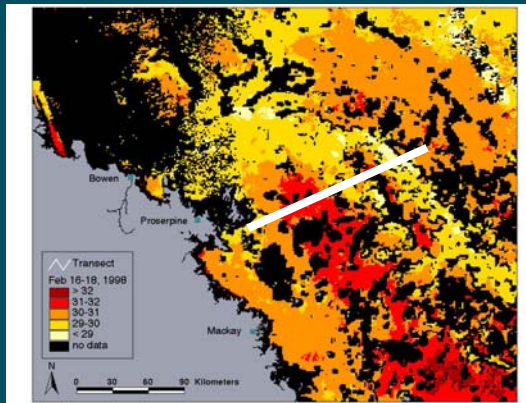 Bowen
Proserpine
Transect
Feb 16-18, 1998
> 32
31-32
30-31
29-30
< 29
no data
Mackay
N
0 30 60 90 Kilometers